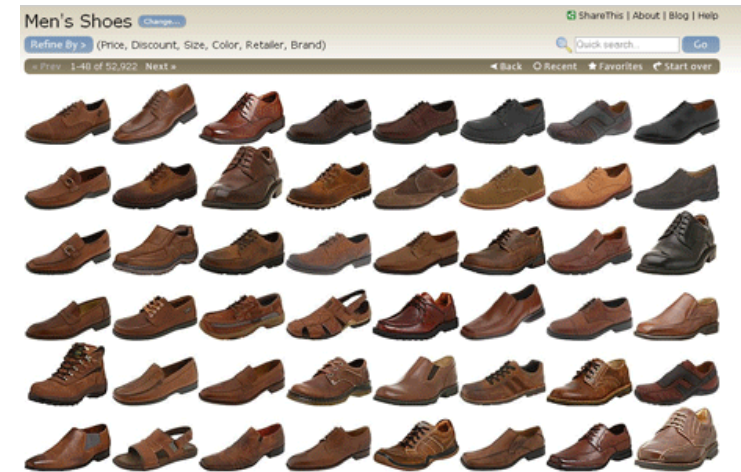 Men's Shoes Change... ShareThis | About | Blog | Help
Refine By > (Price, Discount, Size, Color, Retailer, Brand) Quick search... Go
« Prev 1-40 of 52,922 Next » Back Recent Favorites Start over